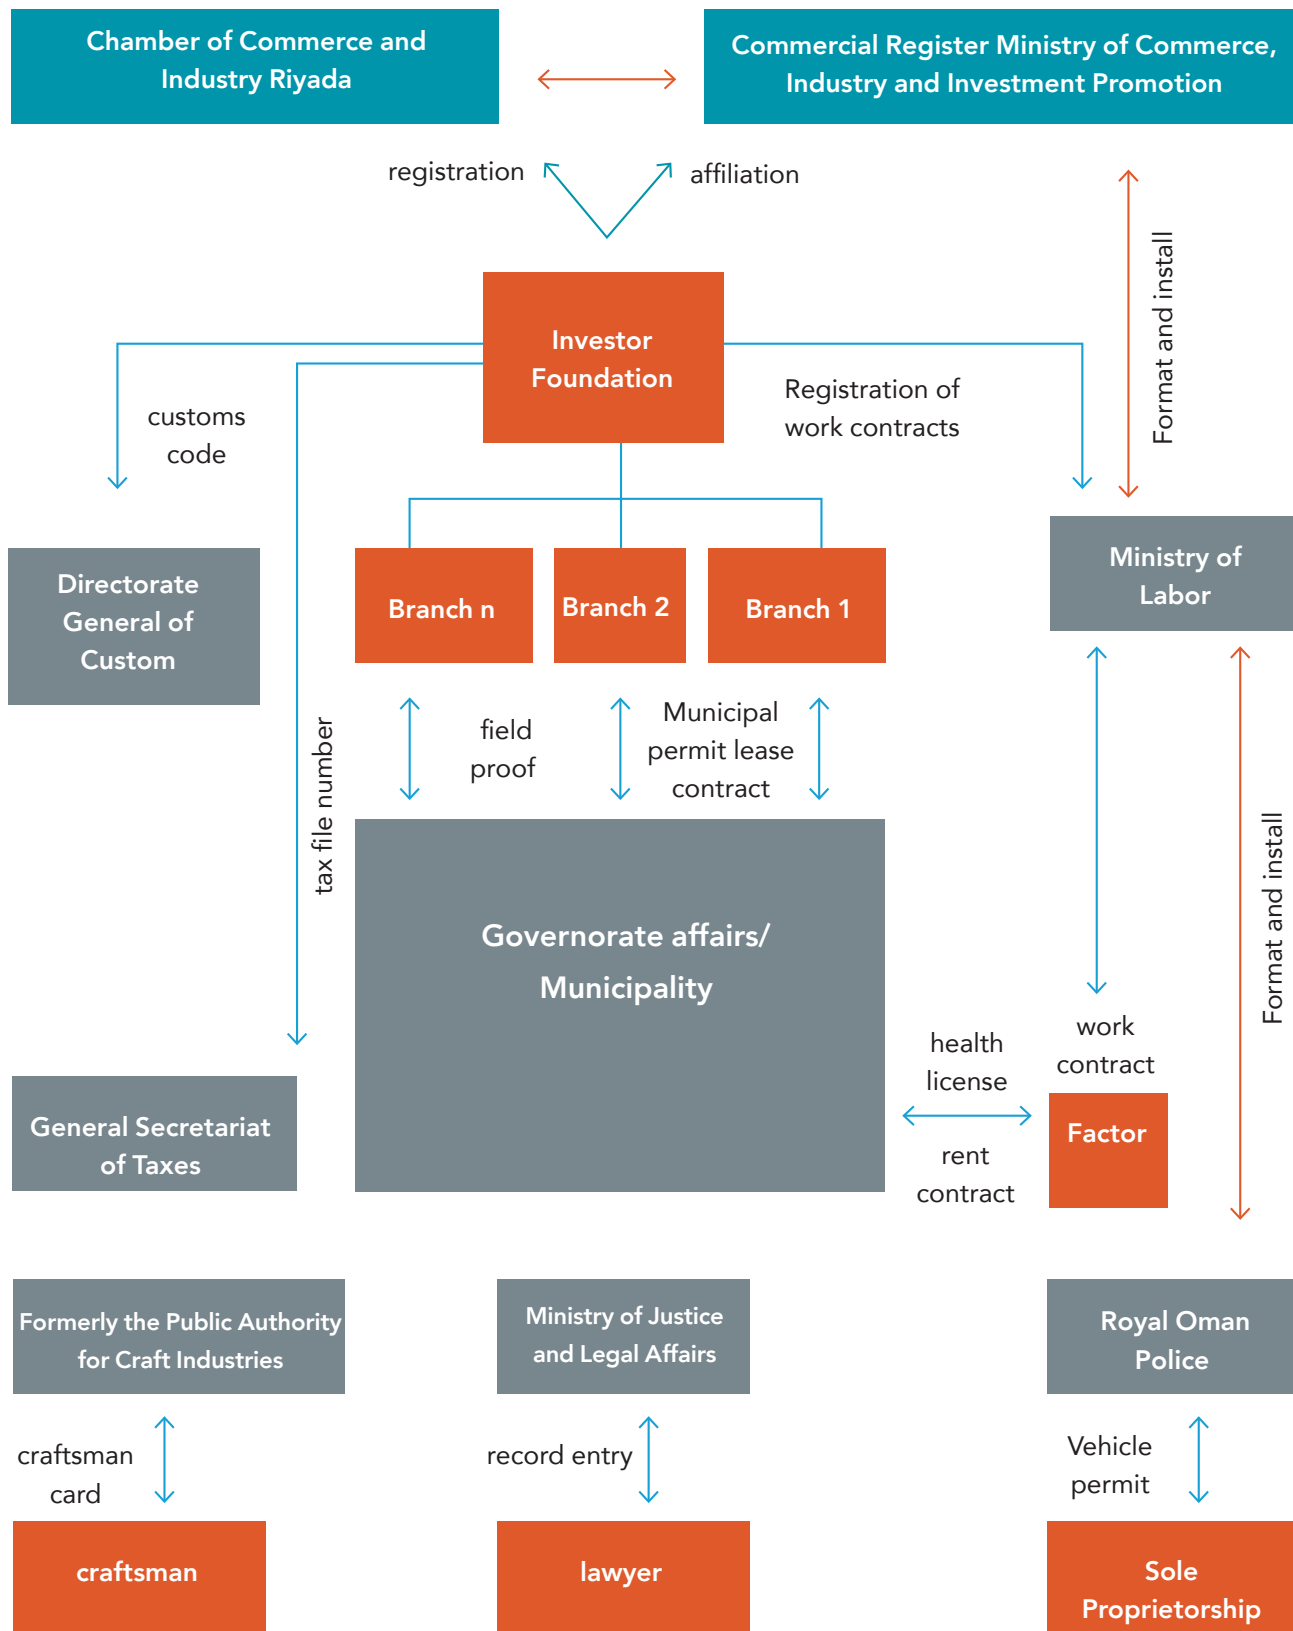 Chamber of Commerce and
Industry Riyada
Commercial Register Ministry of Commerce,
Industry and Investment Promotion
registration
affiliation
Format and install
Investor
Foundation
customs
code
Registration of
work contracts
Directorate
General of
Custom
Branch n
Branch 2
Branch 1
Ministry of
Labor
tax file number
field
proof
Municipal
permit lease
contract
Format and install
Governorate affairs/
Municipality
health
license
rent
contract
work
contract
Factor
General Secretariat
of Taxes
Formerly the Public Authority
for Craft Industries
Ministry of Justice
and Legal Affairs
Royal Oman
Police
craftsman
card
record entry
Vehicle
permit
craftsman
lawyer
Sole
Proprietorship